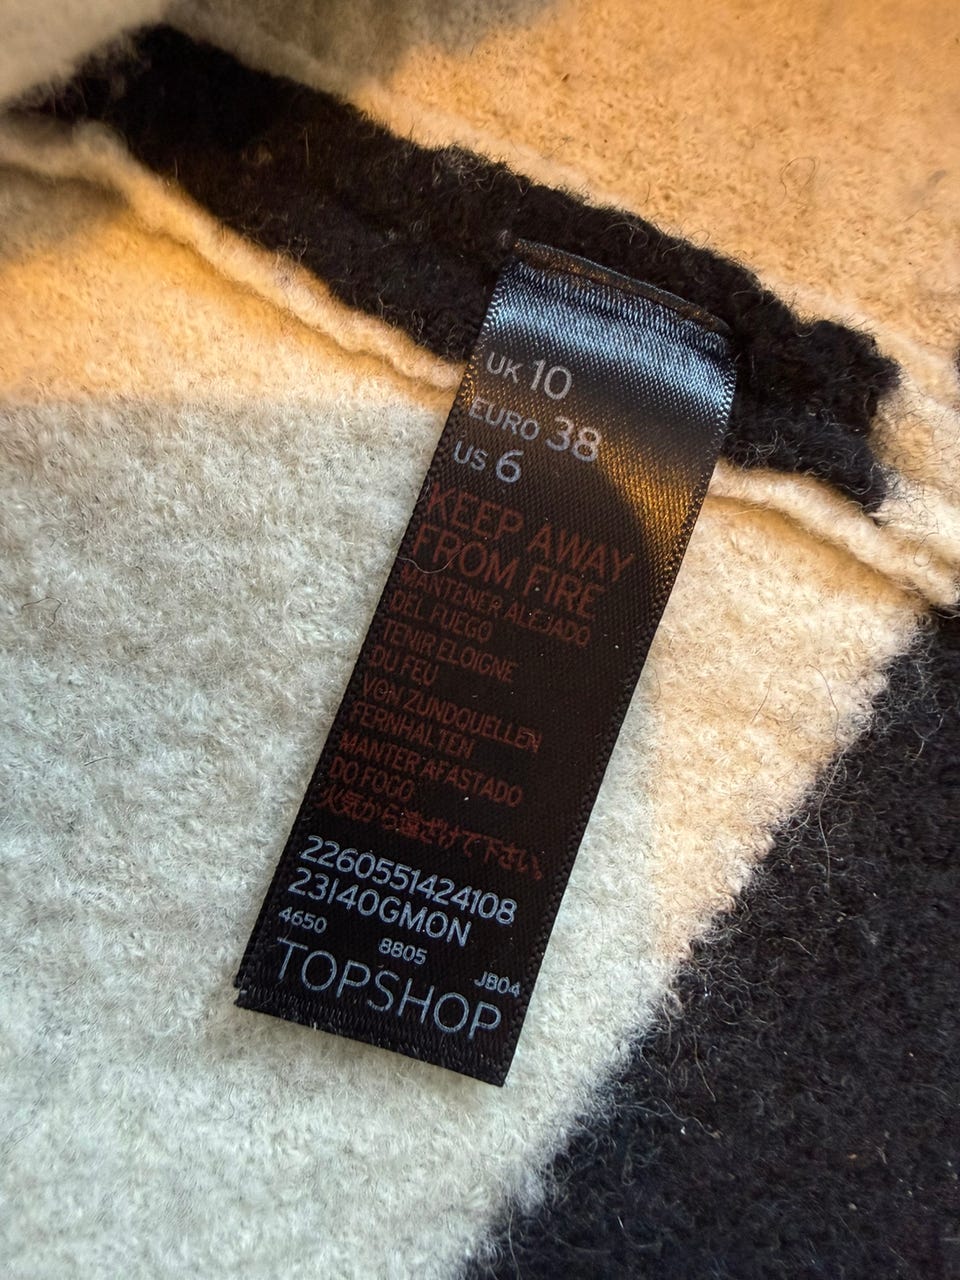 UK 10
EURO 38
US 6
KEEP AWAY
FROM FIRE
MANTENER ALEJADO
DEL FUEGO
TENIR ELOIGNE
DU FEU
VON ZUNDQUELLEN
FERNHALTEN
MANTER AFASTADO
DO FOGO
火気から遠ざけて下さい。
2260551424108
23J40GMON
4650 8805 JB04
TOPSHOP